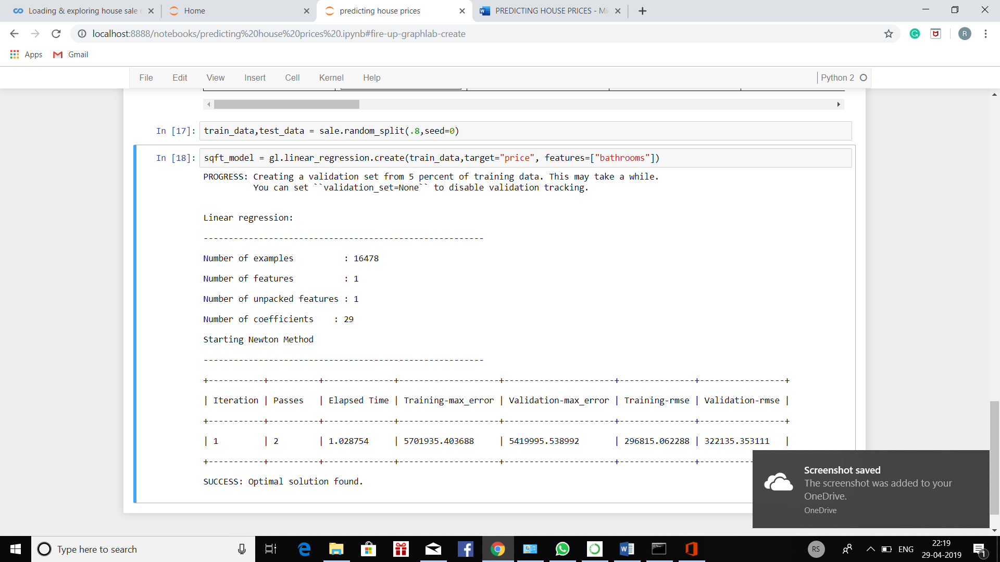 Loading & exploring house sale
Home
predicting house prices
PREDICTING HOUSE PRICES - Mi
localhost:8888/notebooks/predicting%20house%20prices%20.ipynb#fire-up-graphlab-create
R
Apps
Gmail
File Edit View Insert Cell Kernel Help
Python 2
In [17]: train_data,test_data = sale.random_split(.8,seed=0)
In [18]: sqft_model = gl.linear_regression.create(train_data,target="price", features=["bathrooms"])
PROGRESS: Creating a validation set from 5 percent of training data. This may take a while.
You can set ``validation_set=None`` to disable validation tracking.
Linear regression:
--------------------------------------------------------
Number of examples          : 16478
Number of features          : 1
Number of unpacked features : 1
Number of coefficients    : 29
Starting Newton Method
--------------------------------------------------------
+-----------+----------+--------------+--------------------+----------------------+---------------+-----------------+
| Iteration | Passes   | Elapsed Time | Training-max_error | Validation-max_error | Training-rmse | Validation-rmse |
+-----------+----------+--------------+--------------------+----------------------+---------------+-----------------+
| 1         | 2        | 1.028754     | 5701935.403688     | 5419995.538992       | 296815.062288 | 322135.353111   |
+-----------+----------+--------------+--------------------+----------------------+---------------+----------
SUCCESS: Optimal solution found.
Screenshot saved
The screenshot was added to your
OneDrive.
OneDrive
Type here to search
RS
ENG
22:19
29-04-2019
1